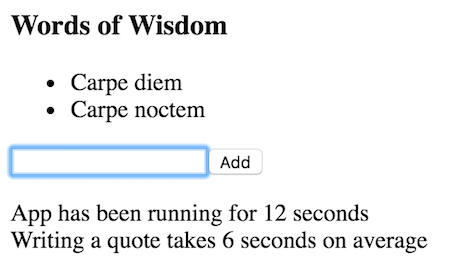 Words of Wisdom
Carpe diem
Carpe noctem
Add
App has been running for 12 seconds
Writing a quote takes 6 seconds on average